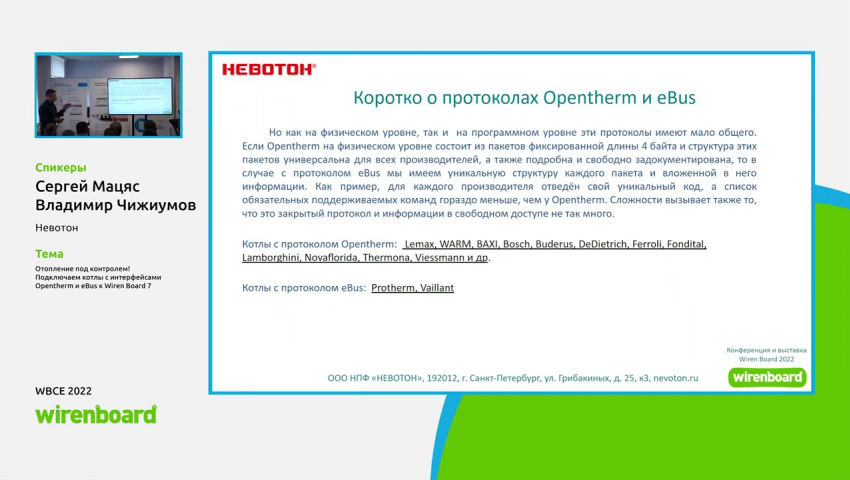 Спикеры
Сергей Мацяс
Владимир Чижиумов
Невотон
Тема
Отопление под контролем!
Подключаем котлы с интерфейсами
Opentherm и eBus к Wiren Board 7
WBCE 2022
wirenboard
НЕВОТОН®
Коротко о протоколах Opentherm и eBus
Но как на физическом уровне, так и на программном уровне эти протоколы имеют мало общего.
Если Opentherm на физическом уровне состоит из пакетов фиксированной длины 4 байта и структура этих
пакетов универсальна для всех производителей, а также подробна и свободно задокументирована, то в
случае с протоколом eBus мы имеем уникальную структуру каждого пакета и вложенной в него
информации. Как пример, для каждого производителя отведён свой уникальный код, а список
обязательных поддерживаемых команд гораздо меньше, чем у Opentherm. Сложности вызывает также то,
что это закрытый протокол и информации в свободном доступе не так много.
Котлы с протоколом Opentherm: Lemax, WARM, BAXI, Bosch, Buderus, DeDietrich, Ferroli, Fondital,
Lamborghini, Novaflorida, Thermona, Viessmann и др.
Котлы с протоколом eBus: Protherm, Vaillant
Конференция и выставка
Wiren Board 2022
wirenboard
ООО НПФ «НЕВОТОН», 192012, г. Санкт-Петербург, ул. Грибакиных, д. 25, к3, nevoton.ru